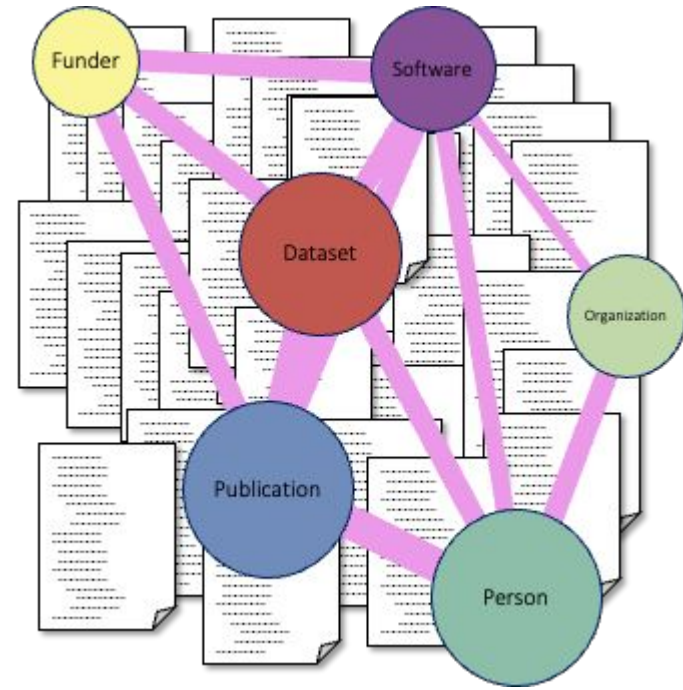 Funder
Software
Dataset
Organization
Publication
Person